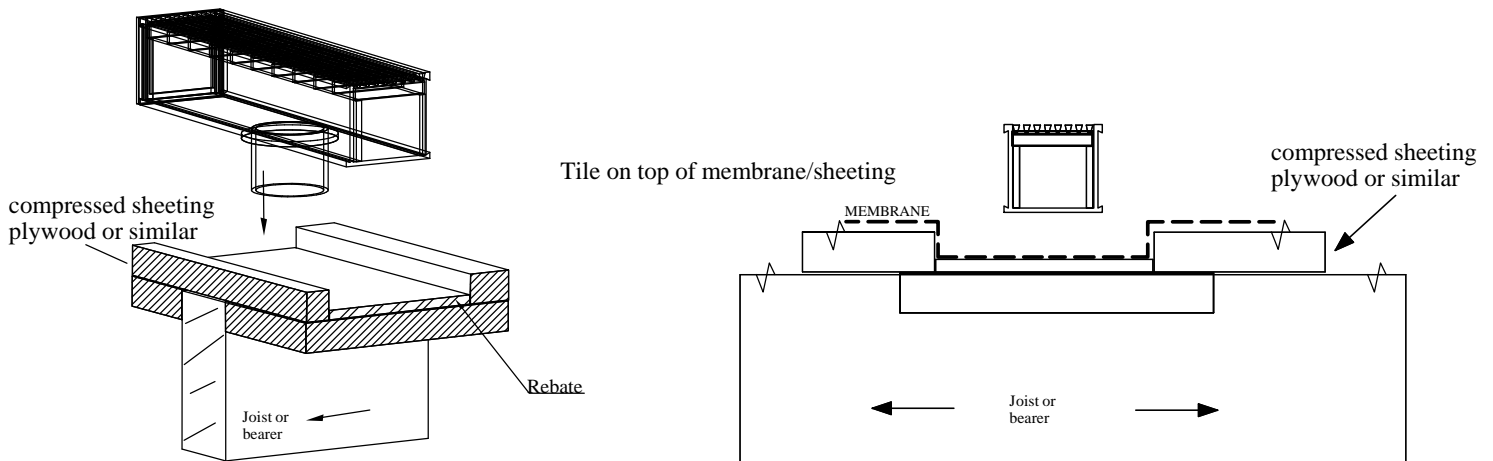 compressed sheeting
plywood or similar
Rebate
Joist or
bearer
Tile on top of membrane/sheeting
compressed sheeting
plywood or similar
MEMBRANE
Joist or
bearer